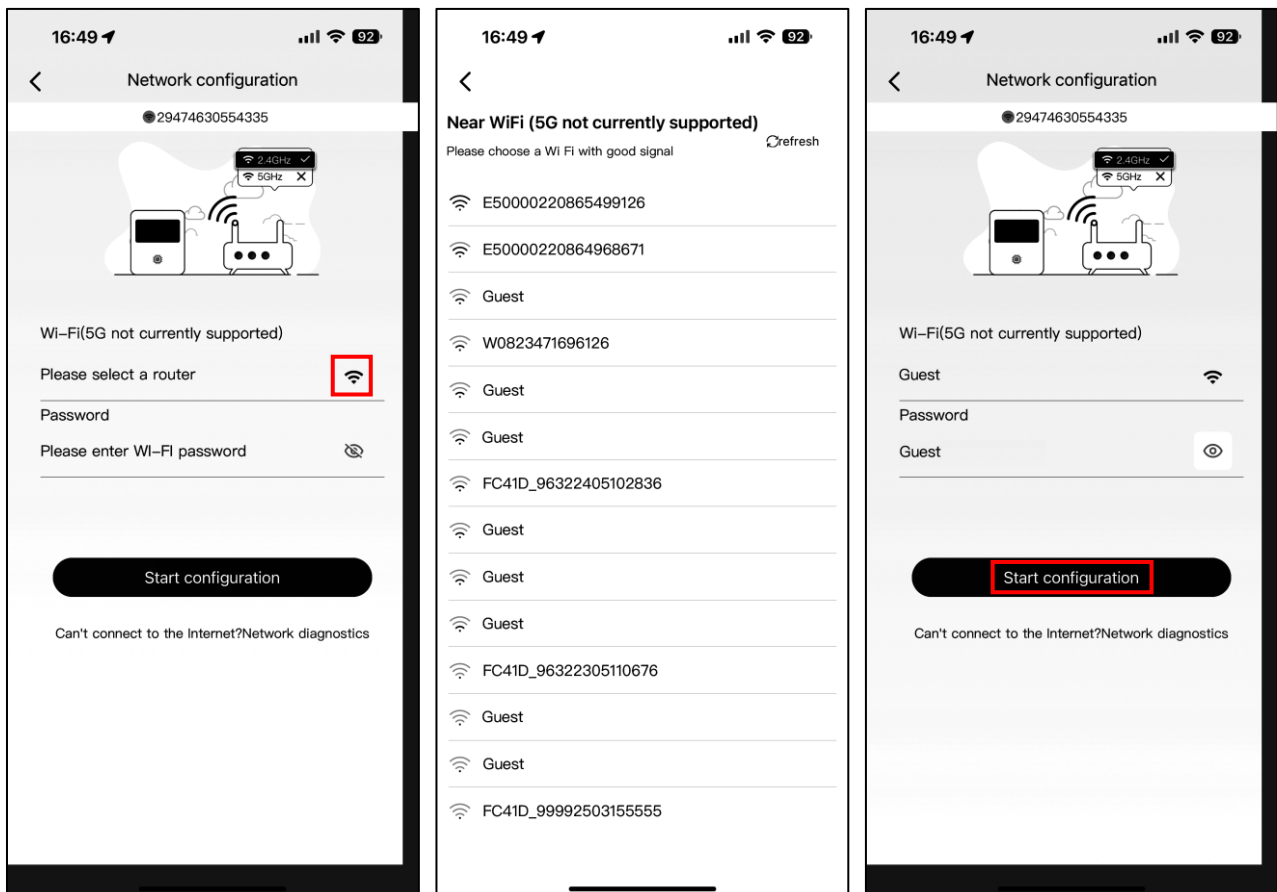 16:49
92
Network configuration
29474630554335
2.4GHz
5GHz
Wi-Fi(5G not currently supported)
Please select a router
Password
Please enter WI-FI password
Start configuration
Can't connect to the Internet?Network diagnostics
16:49
92
Near WiFi (5G not currently supported)
Please choose a Wi Fi with good signal
refresh
E50000220865499126
E50000220864968671
Guest
W0823471696126
Guest
Guest
FC41D_96322405102836
Guest
Guest
Guest
FC41D_96322305110676
Guest
Guest
FC41D_99992503155555
16:49
92
Network configuration
29474630554335
2.4GHz
5GHz
Wi-Fi(5G not currently supported)
Guest
Password
Guest
Start configuration
Can't connect to the Internet?Network diagnostics